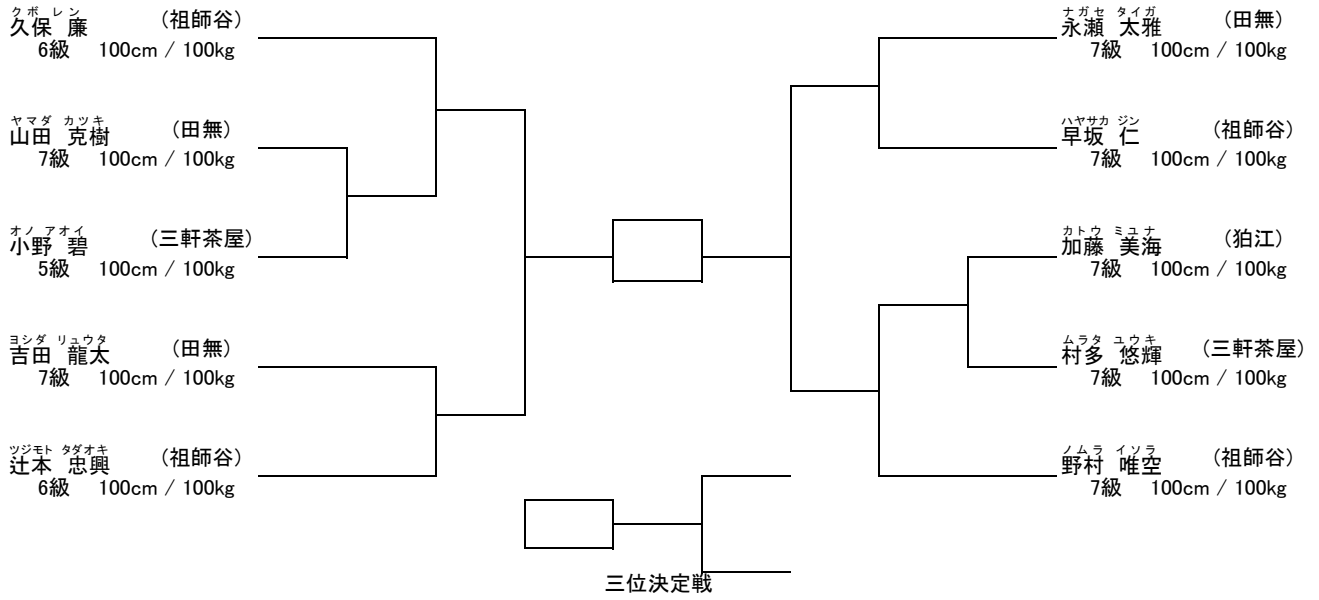 クボ レン
久保 廉 (祖師谷)
6級 100cm / 100kg
ヤマダ カツキ
山田 克樹 (田無)
7級 100cm / 100kg
オノ アオイ
小野 碧 (三軒茶屋)
5級 100cm / 100kg
ヨシダ リュウタ
吉田 龍太 (田無)
7級 100cm / 100kg
ツジモト タダオキ
辻本 忠興 (祖師谷)
6級 100cm / 100kg
ナガセ タイガ
永瀬 太雅 (田無)
7級 100cm / 100kg
ハヤサカ ジン
早坂 仁 (祖師谷)
7級 100cm / 100kg
カトウ ミユナ
加藤 美海 (狛江)
7級 100cm / 100kg
ムラタ ユウキ
村多 悠輝 (三軒茶屋)
7級 100cm / 100kg
ノムラ イソラ
野村 唯空 (祖師谷)
7級 100cm / 100kg
三位決定戦